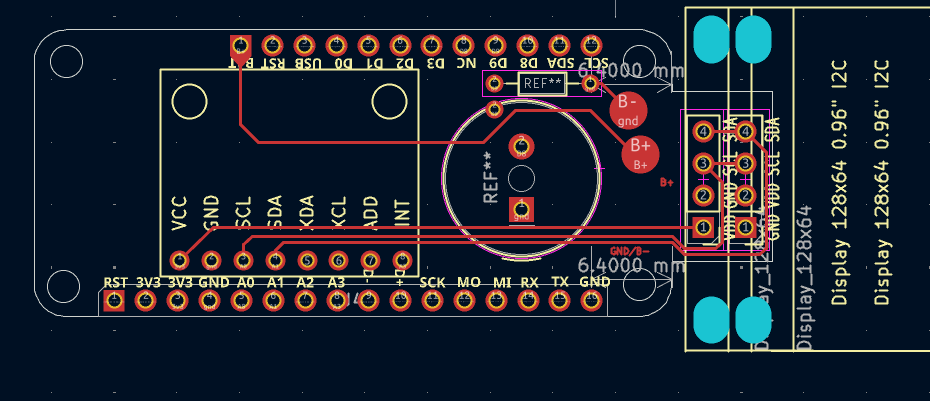 BAT RST USB D0 D1 D2 D3 NC D9 D8 SDA SCL
6.4000 mm
REF**
B-
gnd
B+
B+
REF**
VCC GND SCL SDA XDA XCL ADD INT
B+
GND/B-
6.4000 mm
RST 3V3 3V3 GND A0 A1 A2 A3 SCK MO MI RX TX GND
4 4
3 3
2 2
1 1
VDD GND SCL SDA
GND VDD SCL SDA
Display_128x64
Display_128x64
Display 128x64 0.96" I2C
Display 128x64 0.96" I2C